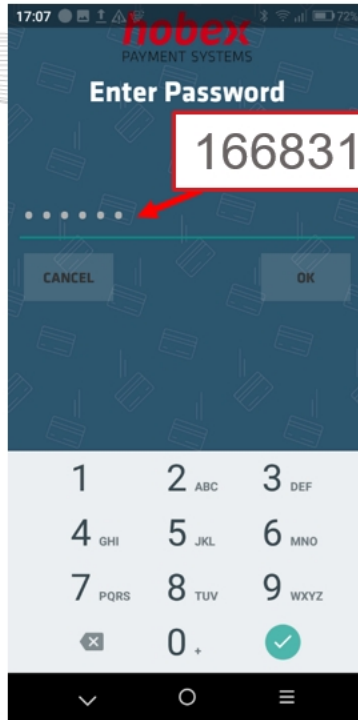 17:07
72%
hobex
PAYMENT SYSTEMS
Enter Password
166831
CANCEL
OK
1
2 ABC
3 DEF
4 GHI
5 JKL
6 MNO
7 PQRS
8 TUV
9 WXYZ
0 +